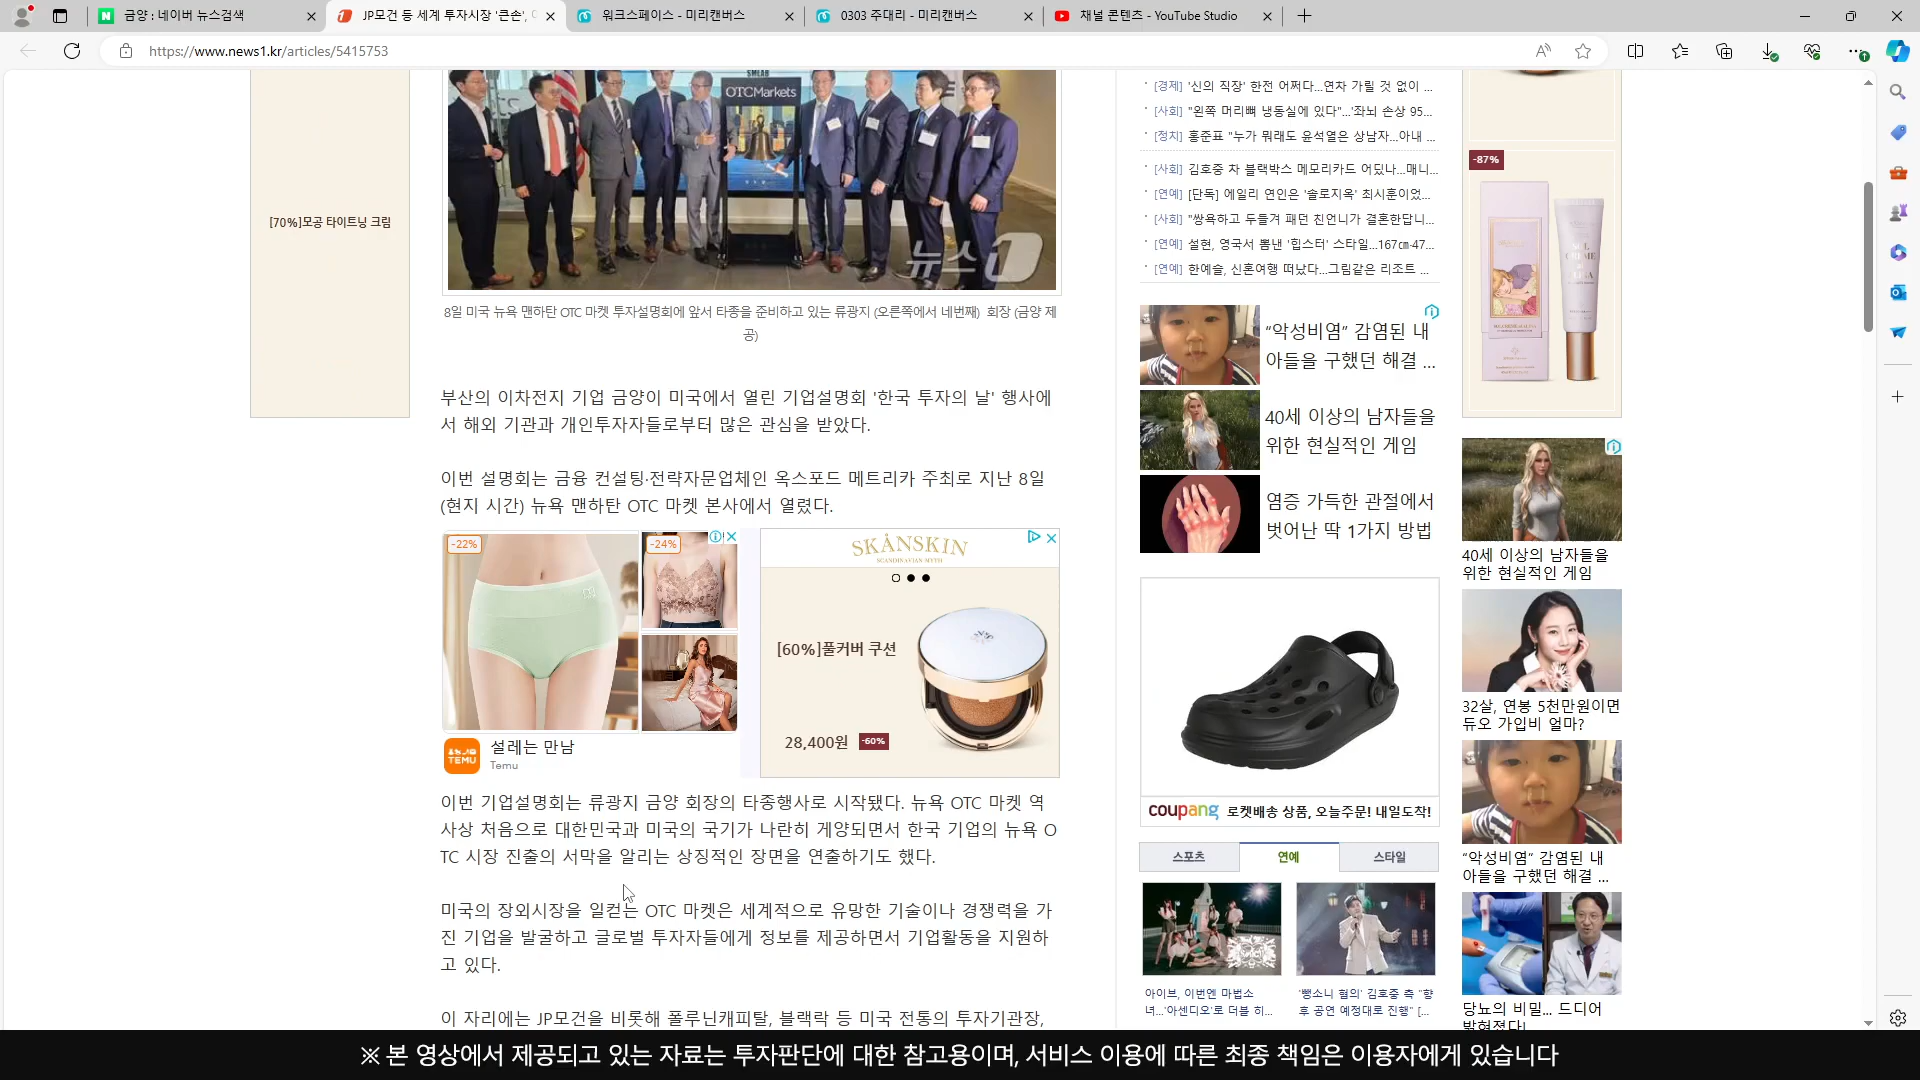 금양 : 네이버 뉴스검색
JP모건 등 세계 투자시장 '큰손',
워크스페이스 - 미리캔버스
0303 주대리 - 미리캔버스
채널 콘텐츠 - YouTube Studio
https://www.news1.kr/articles/5415753
SMLAB
OTCMarkets
뉴스1
[70%]모공 타이트닝 크림
8일 미국 뉴욕 맨하탄 OTC 마켓 투자설명회에 앞서 타종을 준비하고 있는 류광지 (오른쪽에서 네번째) 회장 (금양 제
공)
부산의 이차전지 기업 금양이 미국에서 열린 기업설명회 '한국 투자의 날' 행사에
서 해외 기관과 개인투자자들로부터 많은 관심을 받았다.
이번 설명회는 금융 컨설팅·전략자문업체인 옥스포드 메트리카 주최로 지난 8일
(현지 시간) 뉴욕 맨하탄 OTC 마켓 본사에서 열렸다.
-22%
-24%
TEMU
설레는 만남
Temu
SKÅNSKIN
SCANDINAVIAN MYTH
[60%]풀커버 쿠션
28,400원 -60%
이번 기업설명회는 류광지 금양 회장의 타종행사로 시작됐다. 뉴욕 OTC 마켓 역
사상 처음으로 대한민국과 미국의 국기가 나란히 게양되면서 한국 기업의 뉴욕 O
TC 시장 진출의 서막을 알리는 상징적인 장면을 연출하기도 했다.
미국의 장외시장을 일컫는 OTC 마켓은 세계적으로 유망한 기술이나 경쟁력을 가
진 기업을 발굴하고 글로벌 투자자들에게 정보를 제공하면서 기업활동을 지원하
고 있다.
이 자리에는 JP모건을 비롯해 폴루닌캐피탈, 블랙락 등 미국 전통의 투자기관장,
[경제] '신의 직장' 한전 어쩌다...연차 가릴 것 없이 ...
[사회] "왼쪽 머리뼈 냉동실에 있다"...'좌뇌 손상 95...
[정치] 홍준표 "누가 뭐래도 윤석열은 상남자...아내 ...
[사회] 김호중 차 블랙박스 메모리카드 어딨나...매니...
[연예] [단독] 에일리 연인은 '솔로지옥' 최시훈이었...
[사회] "쌍욕하고 두들겨 패던 친언니가 결혼한답니...
[연예] 설현, 영국서 뽐낸 '힙스터' 스타일...167㎝·47...
[연예] 한예슬, 신혼여행 떠났다...그림같은 리조트 ...
“악성비염” 감염된 내
아들을 구했던 해결 ...
40세 이상의 남자들을
위한 현실적인 게임
염증 가득한 관절에서
벗어난 딱 1가지 방법
coupang 로켓배송 상품, 오늘주문! 내일도착!
스포츠
연예
스타일
아이브, 이번엔 마법소
녀...'아센디오'로 더블 히...
'뺑소니 혐의' 김호중 측 "향
후 공연 예정대로 진행" [...
-87%
40세 이상의 남자들을
위한 현실적인 게임
32살, 연봉 5천만원이면
듀오 가입비 얼마?
“악성비염” 감염된 내
아들을 구했던 해결 ...
당뇨의 비밀... 드디어
밝혀졌다!
※ 본 영상에서 제공되고 있는 자료는 투자판단에 대한 참고용이며, 서비스 이용에 따른 최종 책임은 이용자에게 있습니다